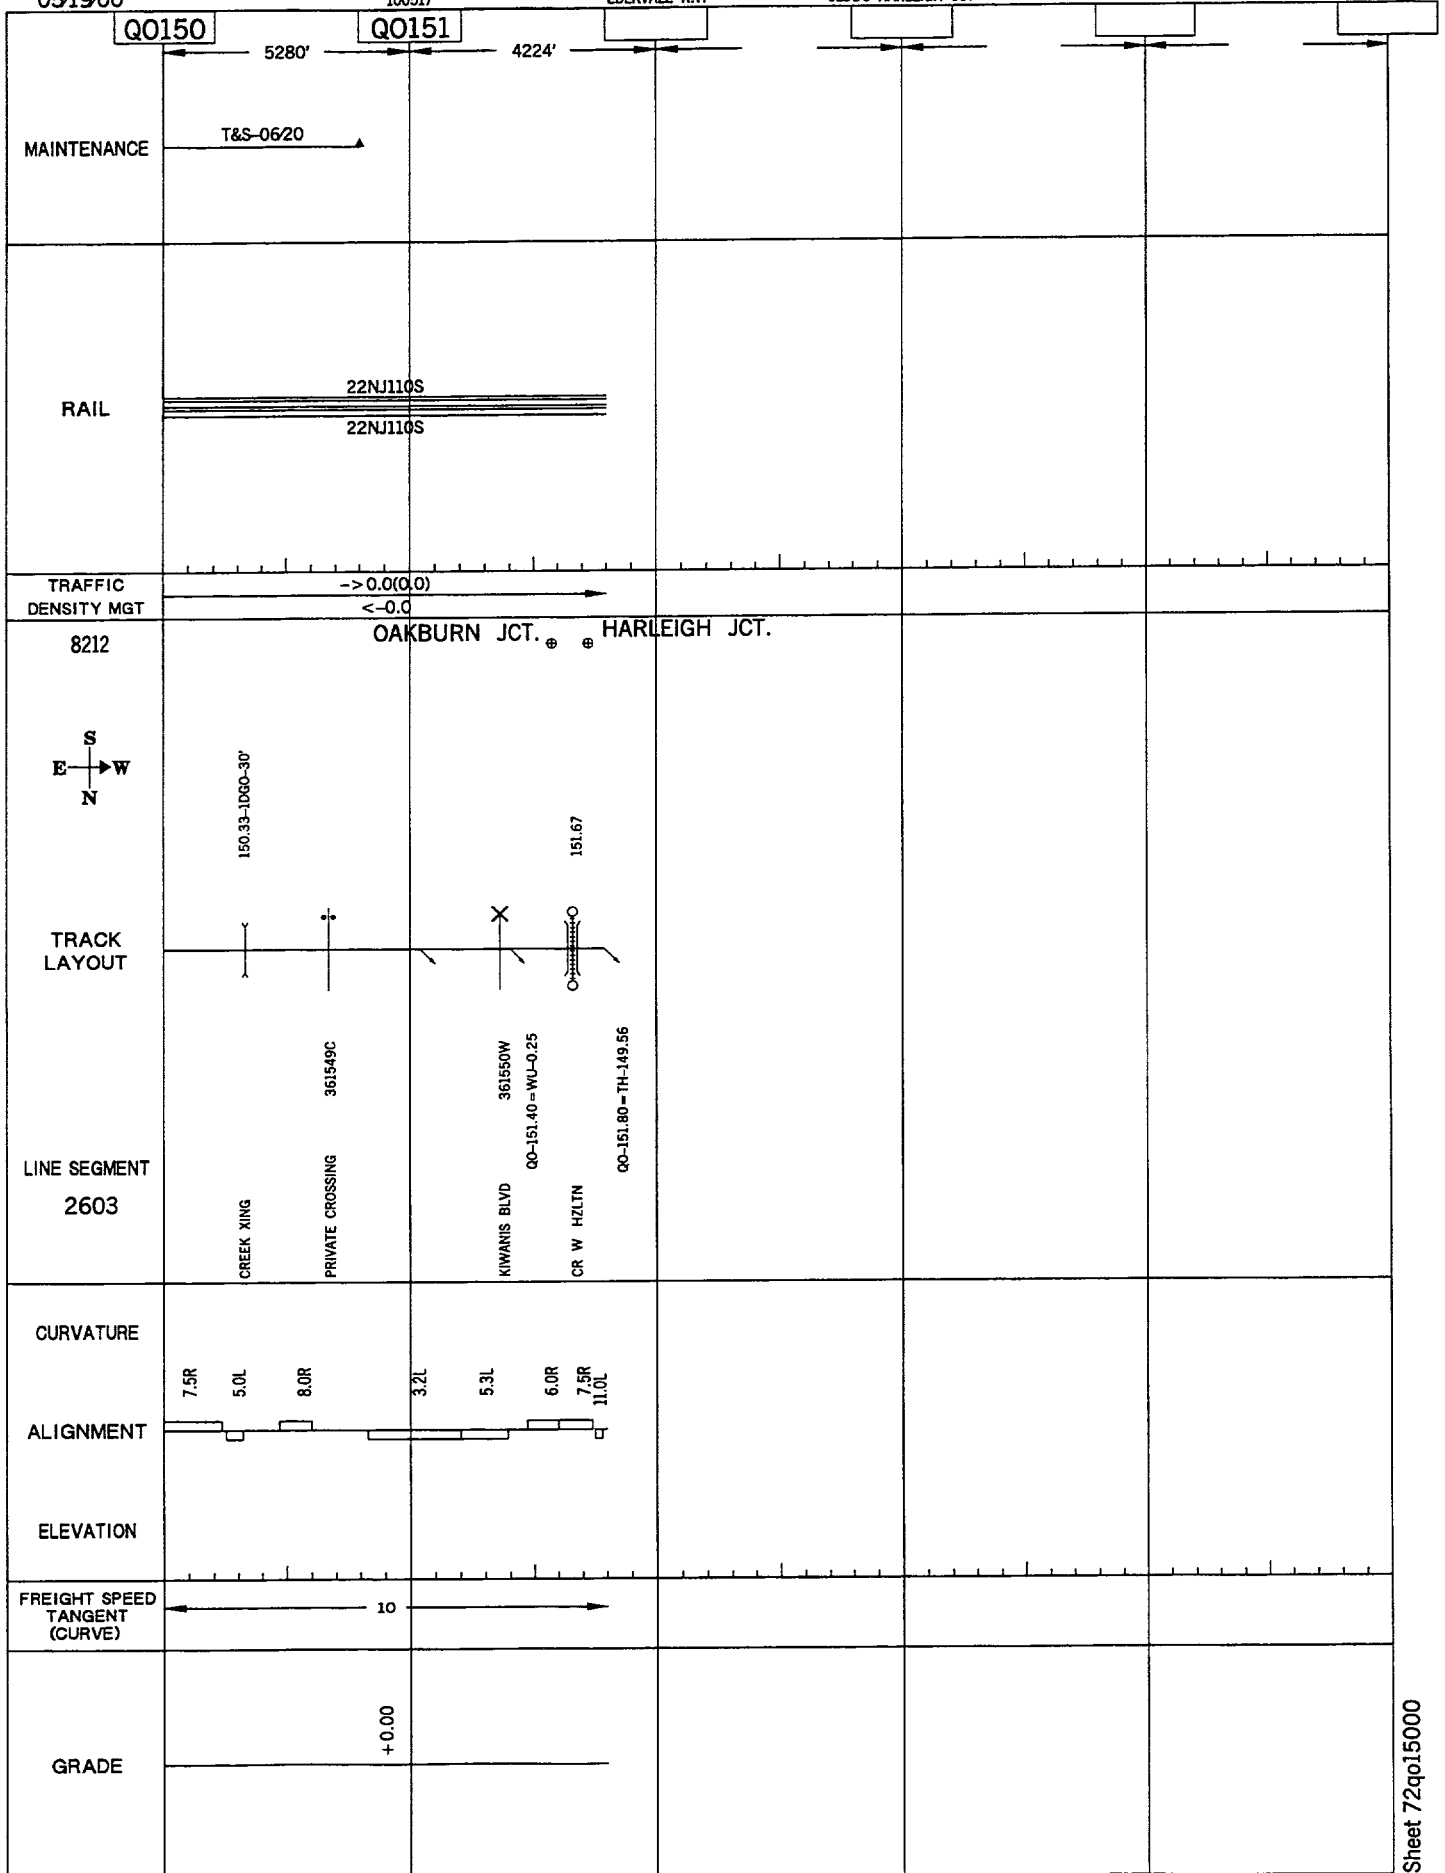 QO150
QO151
5280'
4224'
MAINTENANCE
T&S-06/20
RAIL
22NJ110S
22NJ110S
TRAFFIC
DENSITY MGT
->0.0(0.0)
<-0.0
8212
OAKBURN JCT.
HARLEIGH JCT.
S
E W
N
150.33-1DGO-30'
151.67
TRACK
LAYOUT
361549C
361550W
QO-151.40=WU-0.25
QO-151.80=TH-149.56
LINE SEGMENT
2603
CREEK XING
PRIVATE CROSSING
KIWANIS BLVD
CR W HZLTN
CURVATURE
7.5R
5.0L
8.0R
3.2L
5.3L
6.0R
7.5R
11.0L
ALIGNMENT
ELEVATION
FREIGHT SPEED
TANGENT
(CURVE)
10
+0.00
GRADE
Sheet 72qo15000